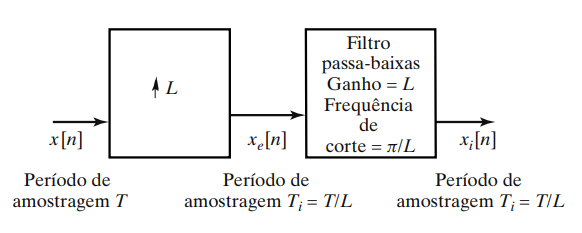 Filtro
passa-baixas
Ganho = L
Frequência
de
corte = π/L
↑ L
x[n]
xₑ[n]
xᵢ[n]
Período de
amostragem T
Período de
amostragem Tᵢ = T/L
Período de
amostragem Tᵢ = T/L